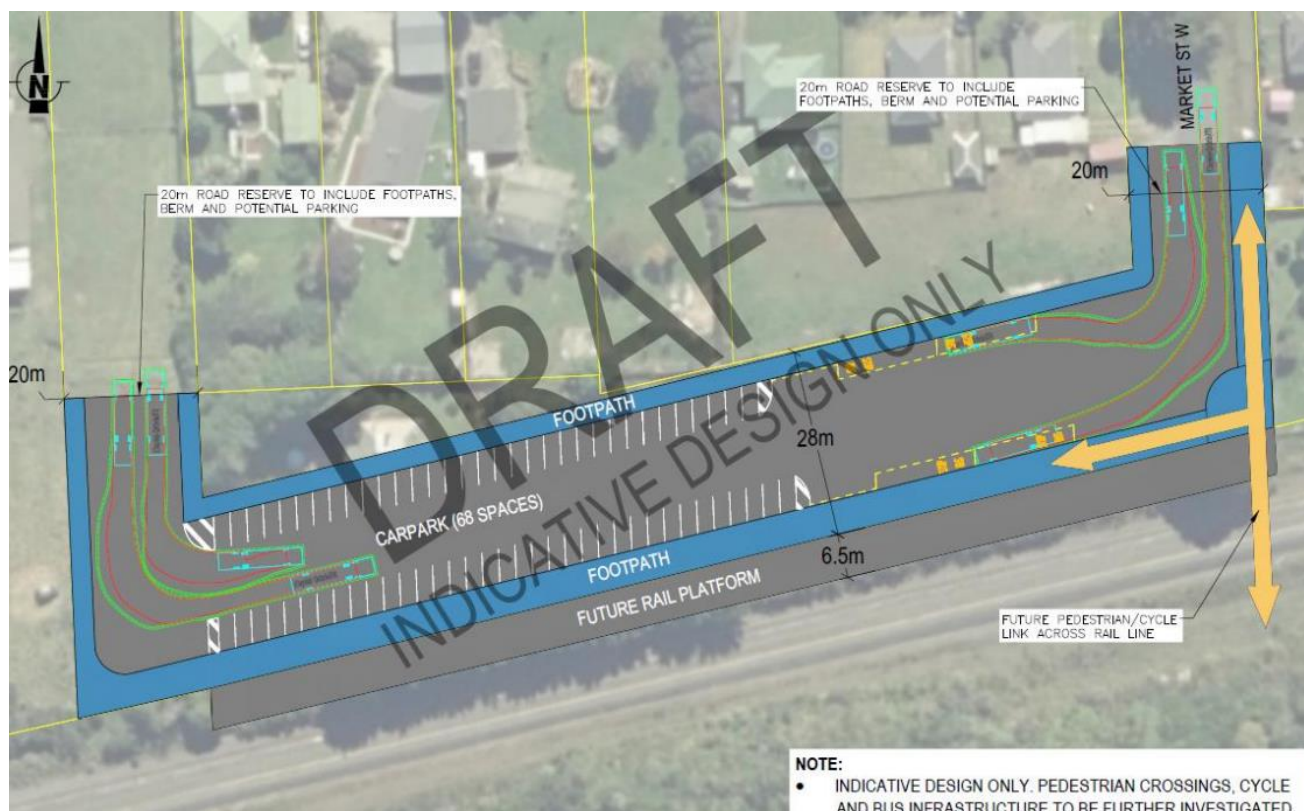 N
MARKET ST W
20m ROAD RESERVE TO INCLUDE
FOOTPATHS, BERM AND POTENTIAL PARKING
20m
20m ROAD RESERVE TO INCLUDE FOOTPATHS,
BERM AND POTENTIAL PARKING
20m
DRAFT
INDICATIVE DESIGN ONLY
FOOTPATH
28m
CARPARK (68 SPACES)
FOOTPATH
6.5m
FUTURE RAIL PLATFORM
FUTURE PEDESTRIAN/CYCLE
LINK ACROSS RAIL LINE
NOTE:
• INDICATIVE DESIGN ONLY. PEDESTRIAN CROSSINGS, CYCLE
AND BUS INFRASTRUCTURE TO BE FURTHER INVESTIGATED